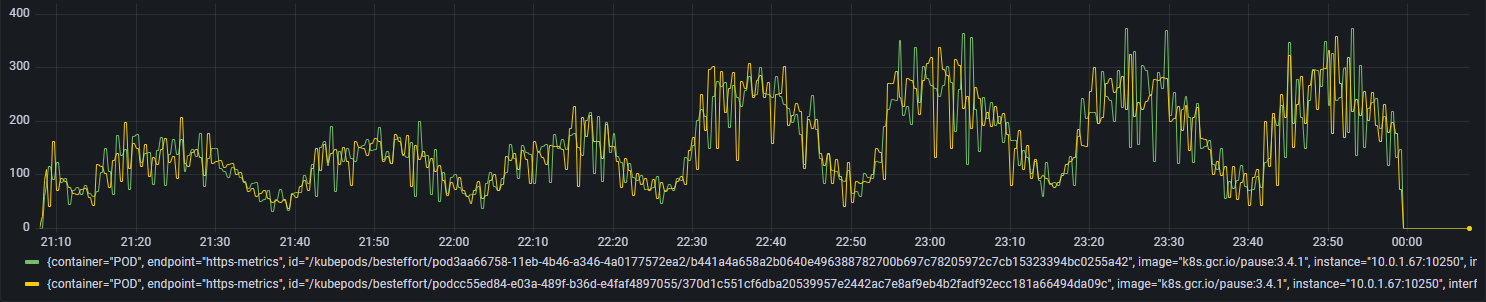 400
300
200
100
0
21:10 21:20 21:30 21:40 21:50 22:00 22:10 22:20 22:30 22:40 22:50 23:00 23:10 23:20 23:30 23:40 23:50 00:00
{container="POD", endpoint="https-metrics", id="/kubepods/besteffort/pod3aa66758-11eb-4b46-a346-4a0177572ea2/b441a4a658a2b0640e496388782700b697c78205972c7cb15323394bc0255a42", image="k8s.gcr.io/pause:3.4.1", instance="10.0.1.67:10250", in
{container="POD", endpoint="https-metrics", id="/kubepods/besteffort/podcc55ed84-e03a-489f-b36d-e4faf4897055/370d1c551cf6dba20539957e2442ac7e8af9eb4b2fadf92ecc181a66494da09c", image="k8s.gcr.io/pause:3.4.1", instance="10.0.1.67:10250", interf